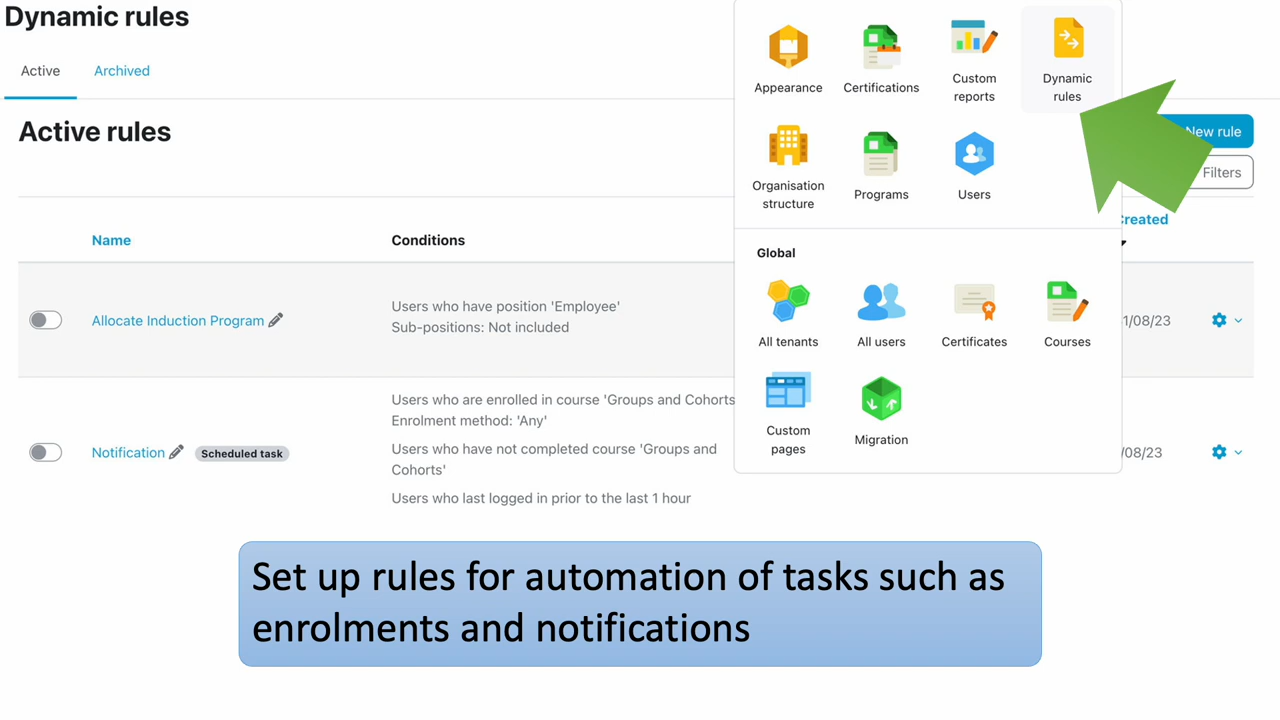 Dynamic rules
Active
Archived
Active rules
New rule
Filters
Name
Conditions
Created
Allocate Induction Program
Users who have position 'Employee'
Sub-positions: Not included
1/08/23
Notification
Scheduled task
Users who are enrolled in course 'Groups and Cohorts
Enrolment method: 'Any'
Users who have not completed course 'Groups and
Cohorts'
Users who last logged in prior to the last 1 hour
/08/23
Appearance
Certifications
Custom
reports
Dynamic
rules
Organisation
structure
Programs
Users
Global
All tenants
All users
Certificates
Courses
Custom
pages
Migration
Set up rules for automation of tasks such as
enrolments and notifications